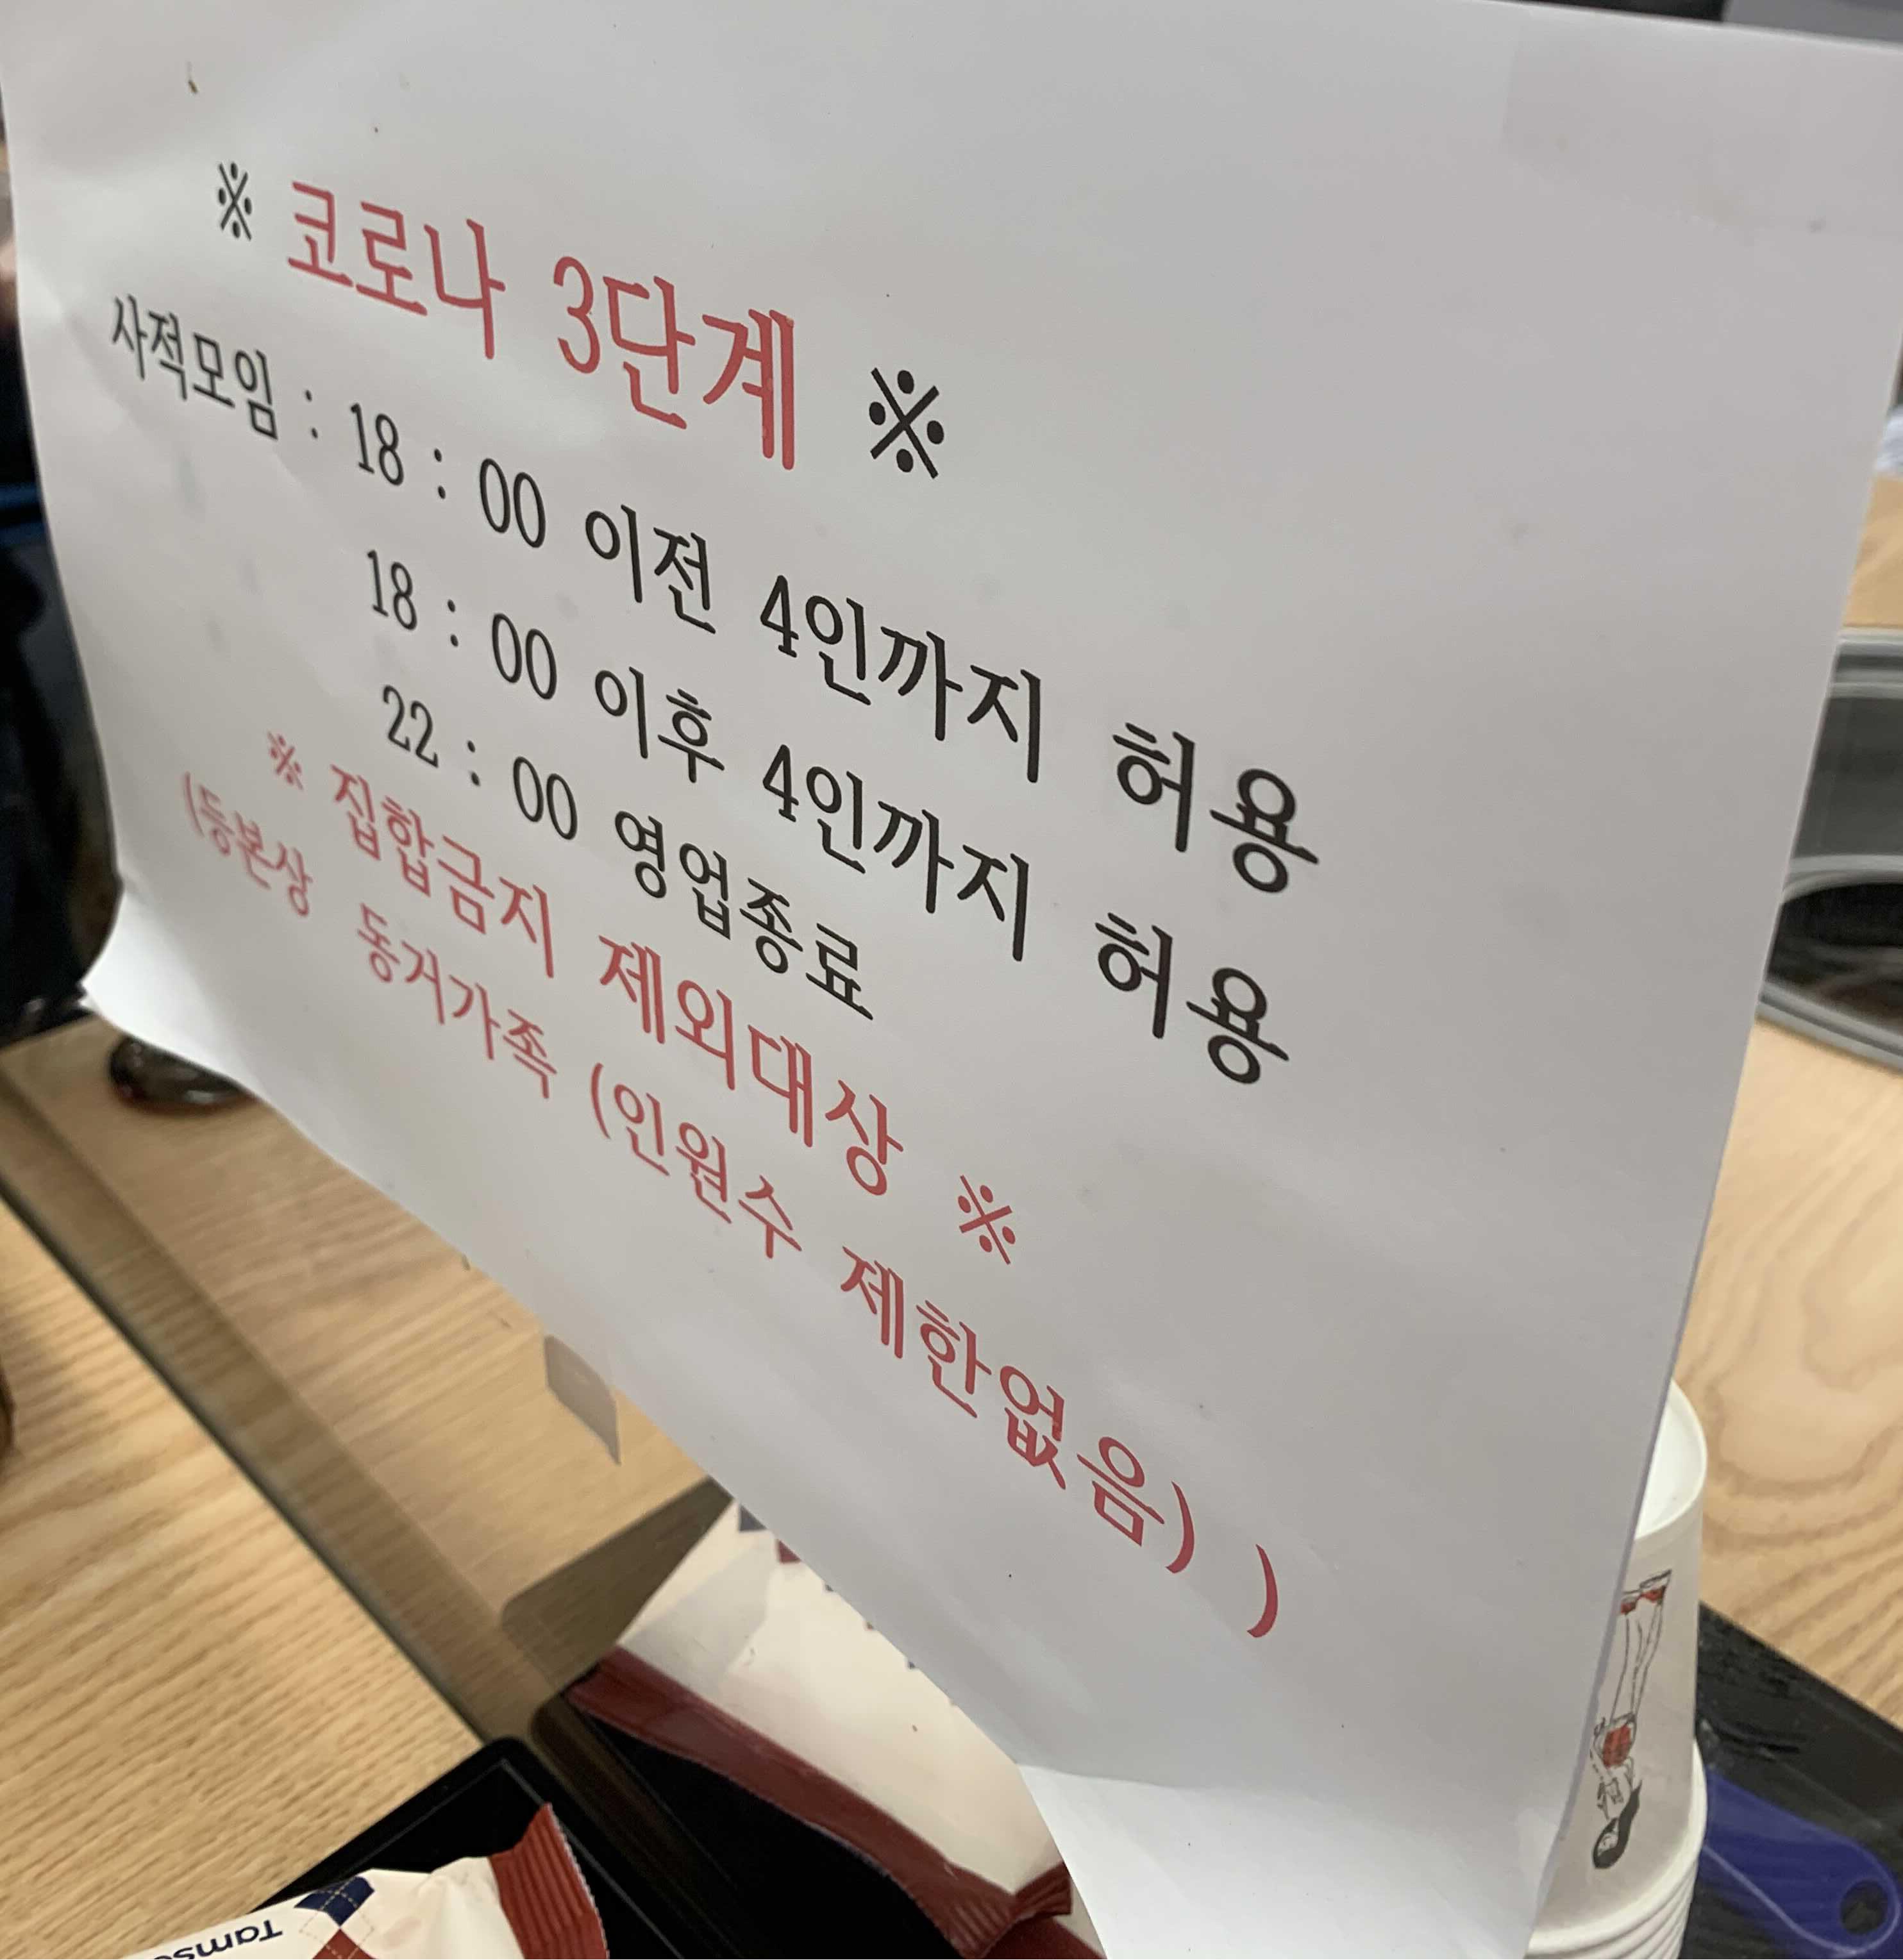 ※ 코로나 3단계 ※
사적모임 : 18 : 00 이전 4인까지 허용
18 : 00 이후 4인까지 허용
22 : 00 영업종료
※ 집합금지 제외대상 ※
(등본상 동거가족 (인원수 제한없음) )